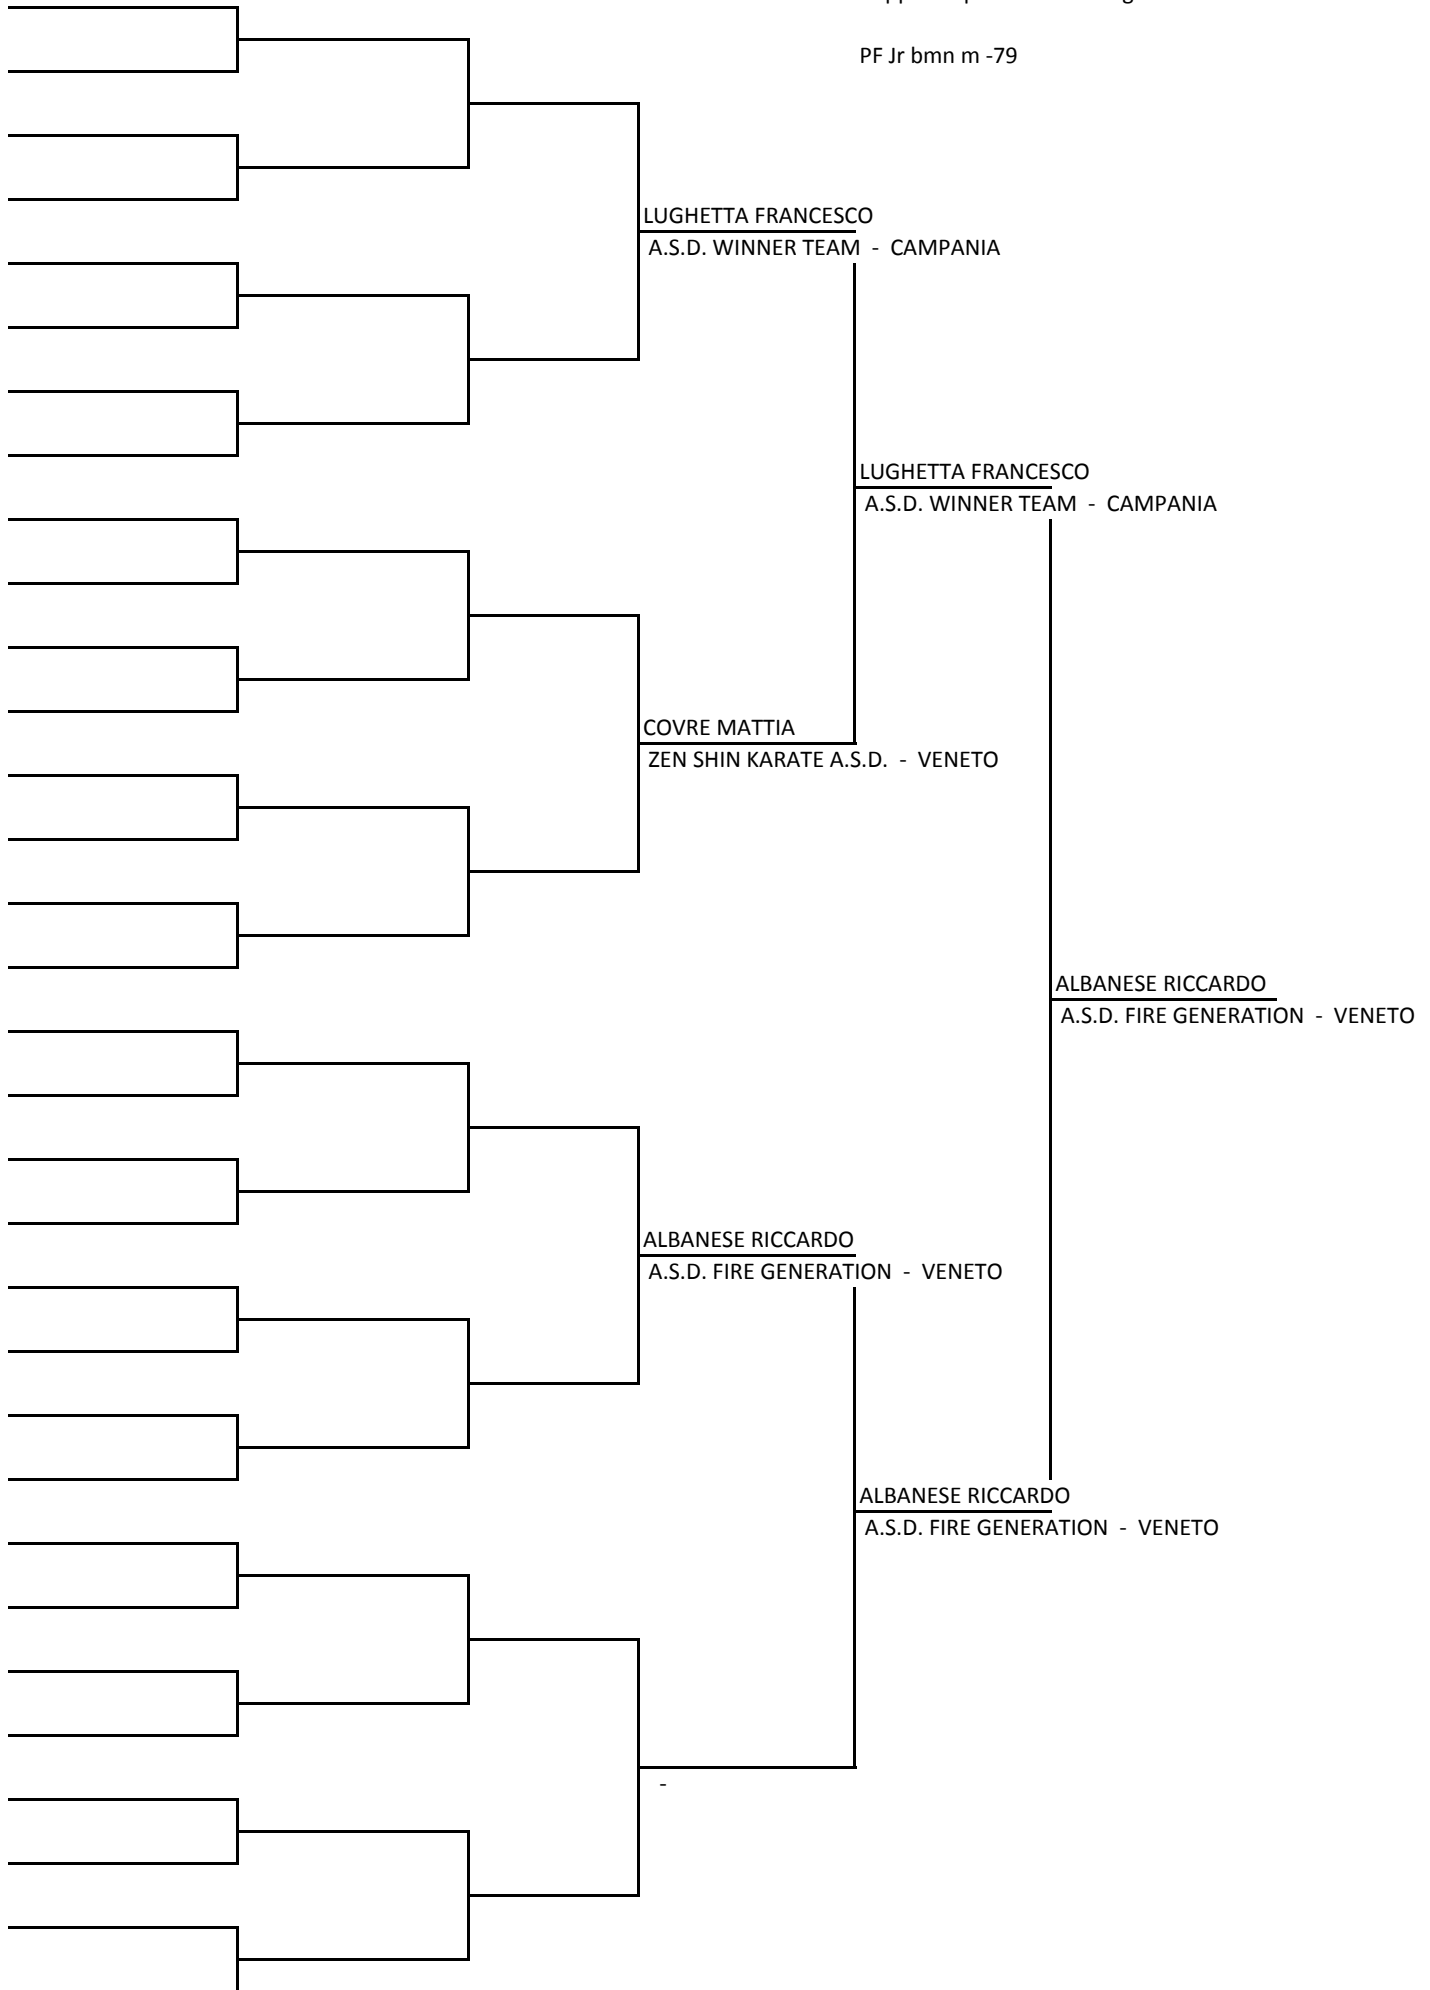 PF Jr bmn m -79
LUGHETTA FRANCESCO
A.S.D. WINNER TEAM - CAMPANIA
LUGHETTA FRANCESCO
A.S.D. WINNER TEAM - CAMPANIA
COVRE MATTIA
ZEN SHIN KARATE A.S.D. - VENETO
ALBANESE RICCARDO
A.S.D. FIRE GENERATION - VENETO
ALBANESE RICCARDO
A.S.D. FIRE GENERATION - VENETO
ALBANESE RICCARDO
A.S.D. FIRE GENERATION - VENETO
-